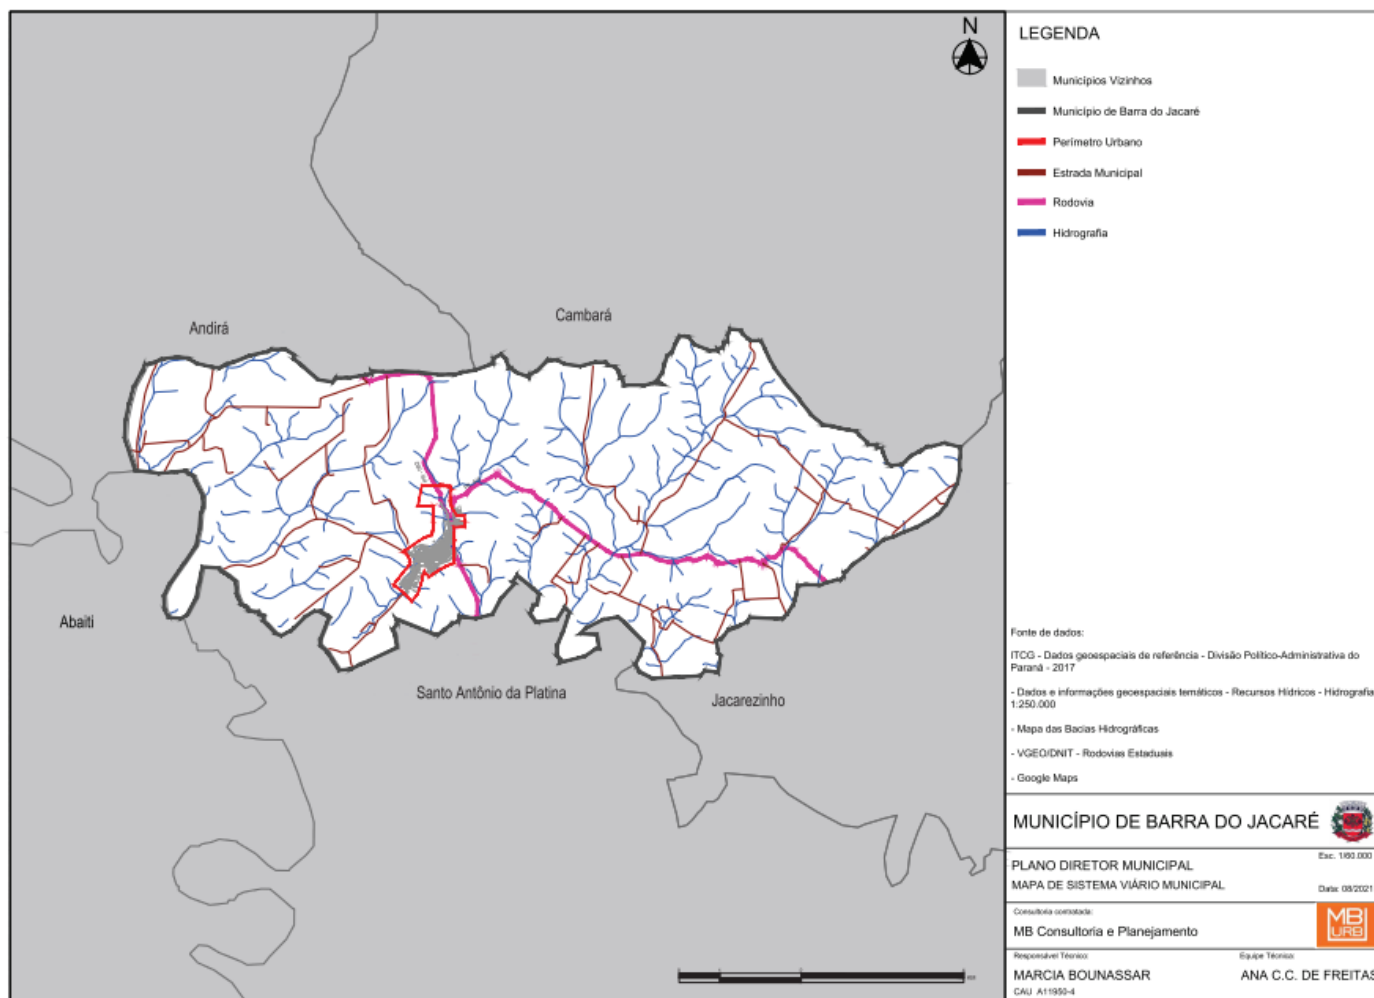 N
Andirá
Cambará
Abaiti
Santo Antônio da Platina
Jacarezinho
LEGENDA
Municípios Vizinhos
Município de Barra do Jacaré
Perímetro Urbano
Estrada Municipal
Rodovia
Hidrografia
Fonte de dados:
ITCG - Dados geoespaciais de referência - Divisão Político-Administrativa do
Paraná - 2017
- Dados e informações geoespaciais temáticos - Recursos Hídricos - Hidrografia
1:250.000
- Mapa das Bacias Hidrográficas
- VGEO/DNIT - Rodovias Estaduais
- Google Maps
MUNICÍPIO DE BARRA DO JACARÉ
PLANO DIRETOR MUNICIPAL
Esc. 1/60.000
MAPA DE SISTEMA VIÁRIO MUNICIPAL
Data: 08/2021
Consultoria contratada:
MB Consultoria e Planejamento
MB
URB
Responsável Técnico:
Equipe Técnica:
MARCIA BOUNASSAR
ANA C.C. DE FREITAS
CAU A11950-4